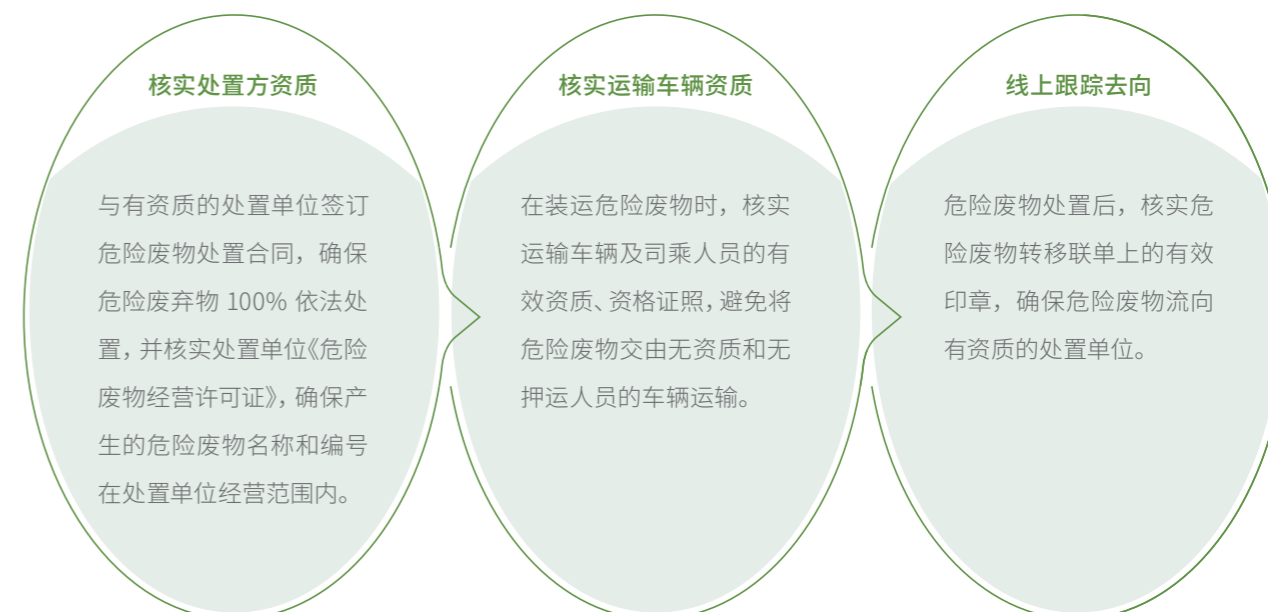 核实处置方资质
与有资质的处置单位签订
危险废物处置合同，确保
危险废弃物 100% 依法处
置，并核实处置单位《危险
废物经营许可证》，确保产
生的危险废物名称和编号
在处置单位经营范围内。
核实运输车辆资质
在装运危险废物时，核实
运输车辆及司乘人员的有
效资质、资格证照，避免将
危险废物交由无资质和无
押运人员的车辆运输。
线上跟踪去向
危险废物处置后，核实危
险废物转移联单上的有效
印章，确保危险废物流向
有资质的处置单位。